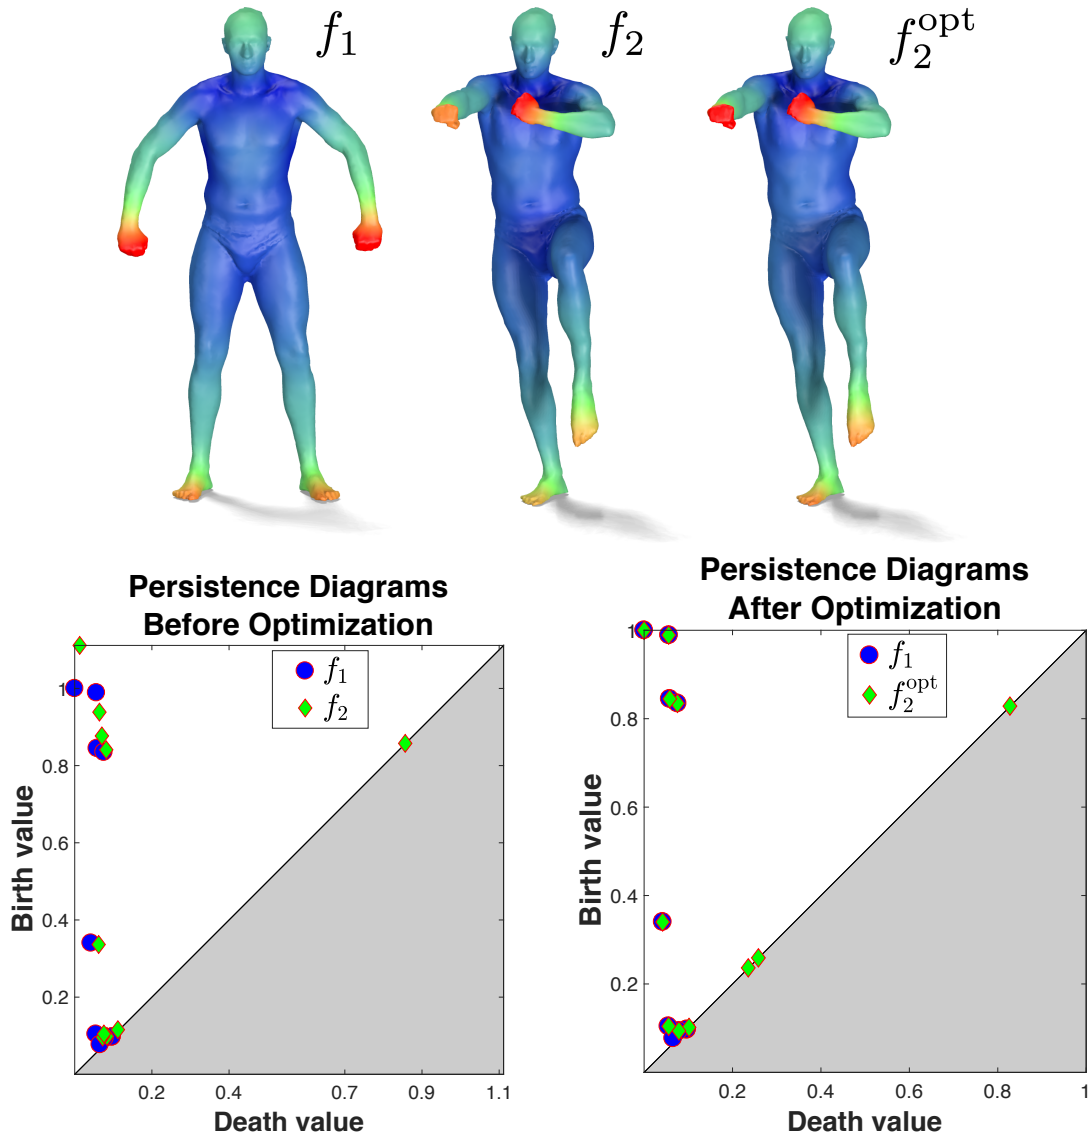 f₁
f₂
f₂ᵒᵖᵗ
Persistence Diagrams
Before Optimization
f₁
f₂
1
0.8
0.6
0.4
0.2
Birth value
0.2
0.4
0.7
0.9
1.1
Death value
Persistence Diagrams
After Optimization
f₁
f₂ᵒᵖᵗ
1
0.8
0.6
0.4
0.2
Birth value
0.2
0.4
0.6
0.8
1
Death value